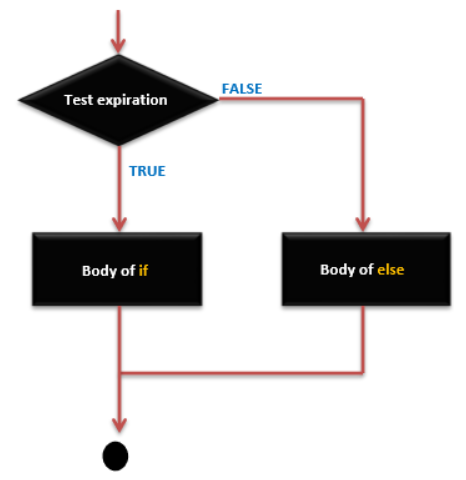 Test expiration
FALSE
TRUE
Body of if
Body of else